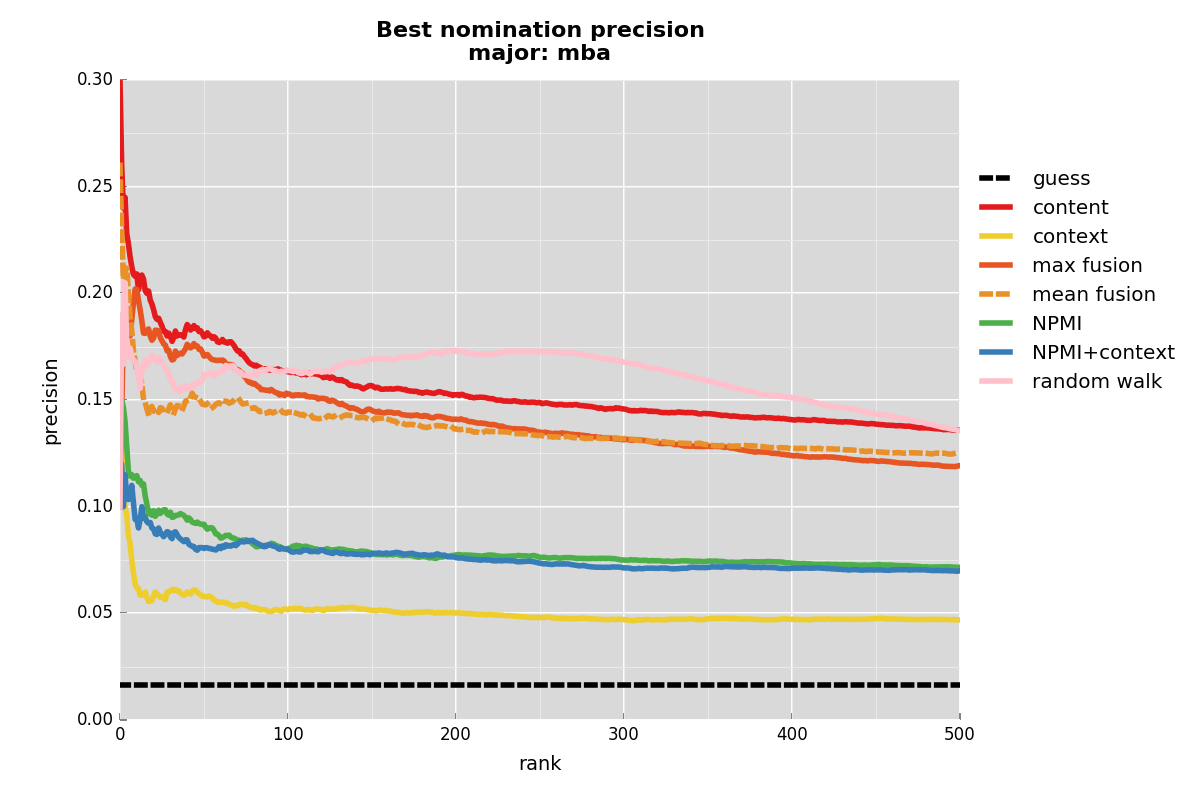 Best nomination precision
major: mba
precision
0.30
0.25
0.20
0.15
0.10
0.05
0.00
0
100
200
300
400
500
rank
guess
content
context
max fusion
mean fusion
NPMI
NPMI+context
random walk